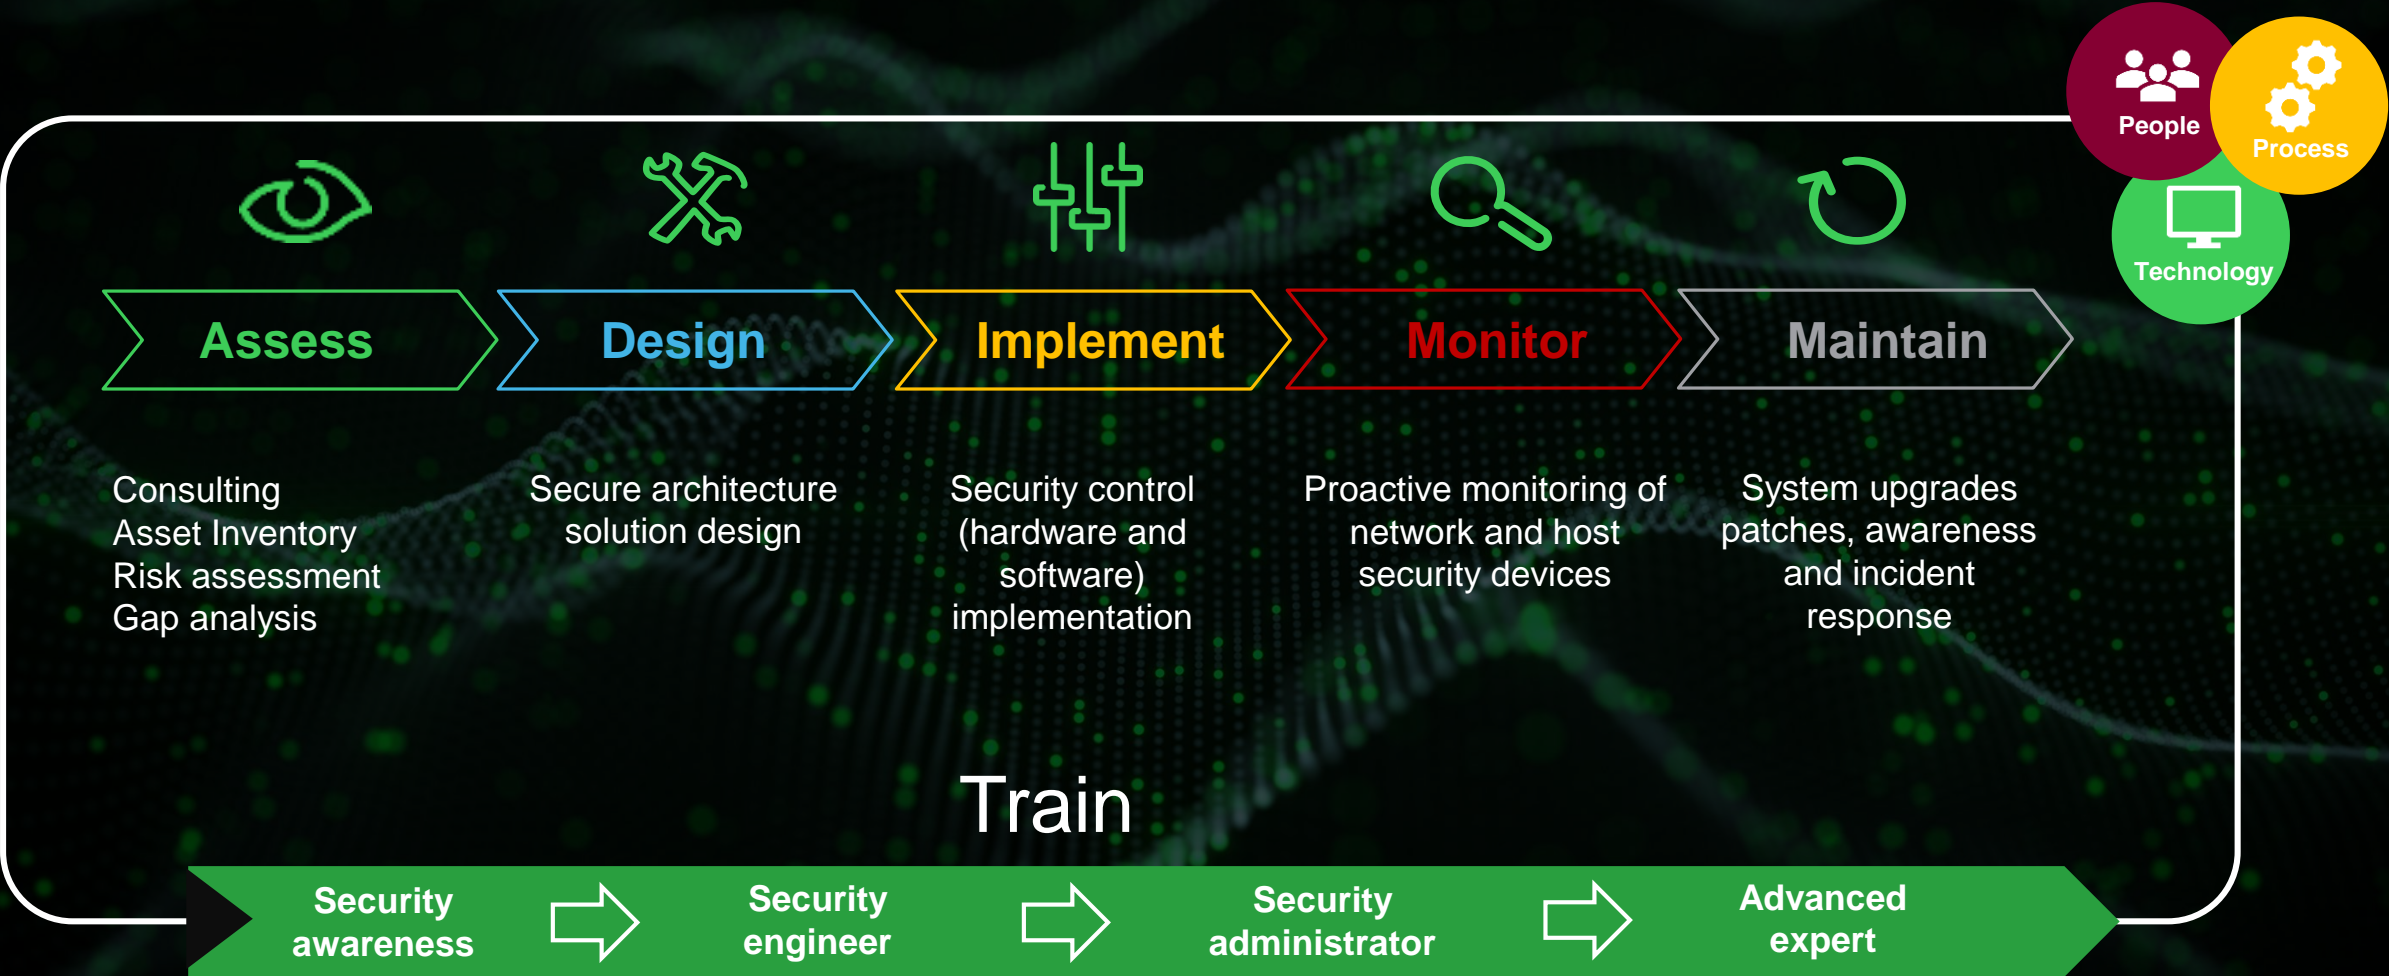 People
Process
Technology
Assess
Design
Implement
Monitor
Maintain
Consulting
Asset Inventory
Risk assessment
Gap analysis
Secure architecture
solution design
Security control
(hardware and
software)
implementation
Proactive monitoring of
network and host
security devices
System upgrades
patches, awareness
and incident
response
Train
Security
awareness
Security
engineer
Security
administrator
Advanced
expert